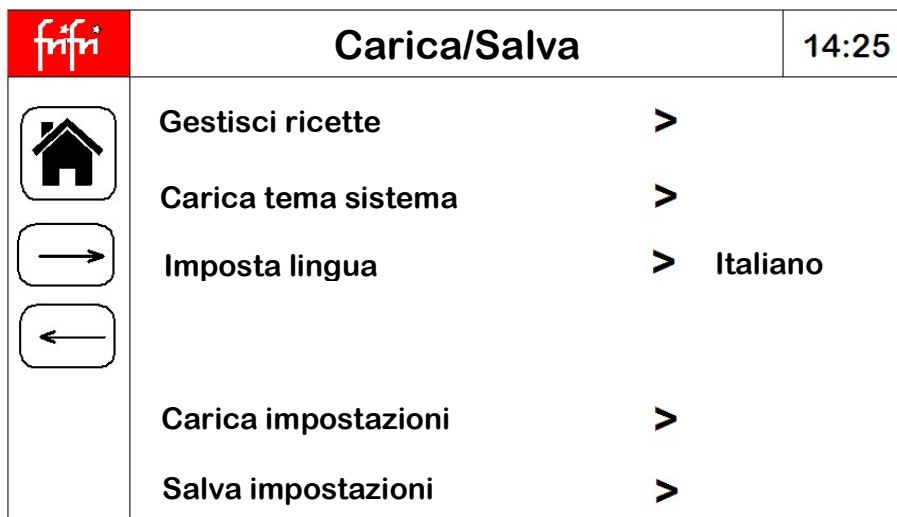 frifri
Carica/Salva
14:25
Gestisci ricette >
Carica tema sistema >
Imposta lingua > Italiano
Carica impostazioni >
Salva impostazioni >